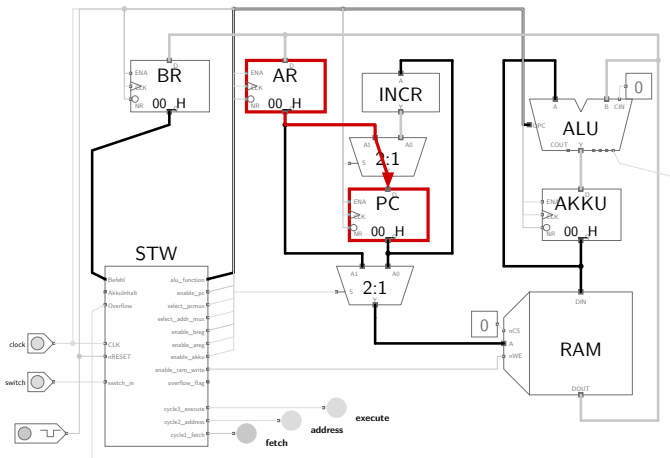 BR
D
ENA
CLK
NR
00_H
AR
D
ENA
CLK
NR
00_H
INCR
A
Y
A1
A0
S
2:1
PC
D
ENA
CLK
NR
00_H
A1
A0
S
2:1
Y
ALU
A
B
CIN
0
OPC
COUT
Y
AKKU
D
ENA
CLK
NR
00_H
STW
Befehl
AkkuInhalt
Overflow
CLK
nRESET
switch_in
alu_function
enable_pc
select_pcmux
select_addr_mux
enable_breg
enable_areg
enable_akku
enable_ram_write
overflow_flag
cycle3_execute
cycle2_address
cycle1_fetch
clock
switch
execute
address
fetch
RAM
DIN
0
nCS
A
nWE
DOUT